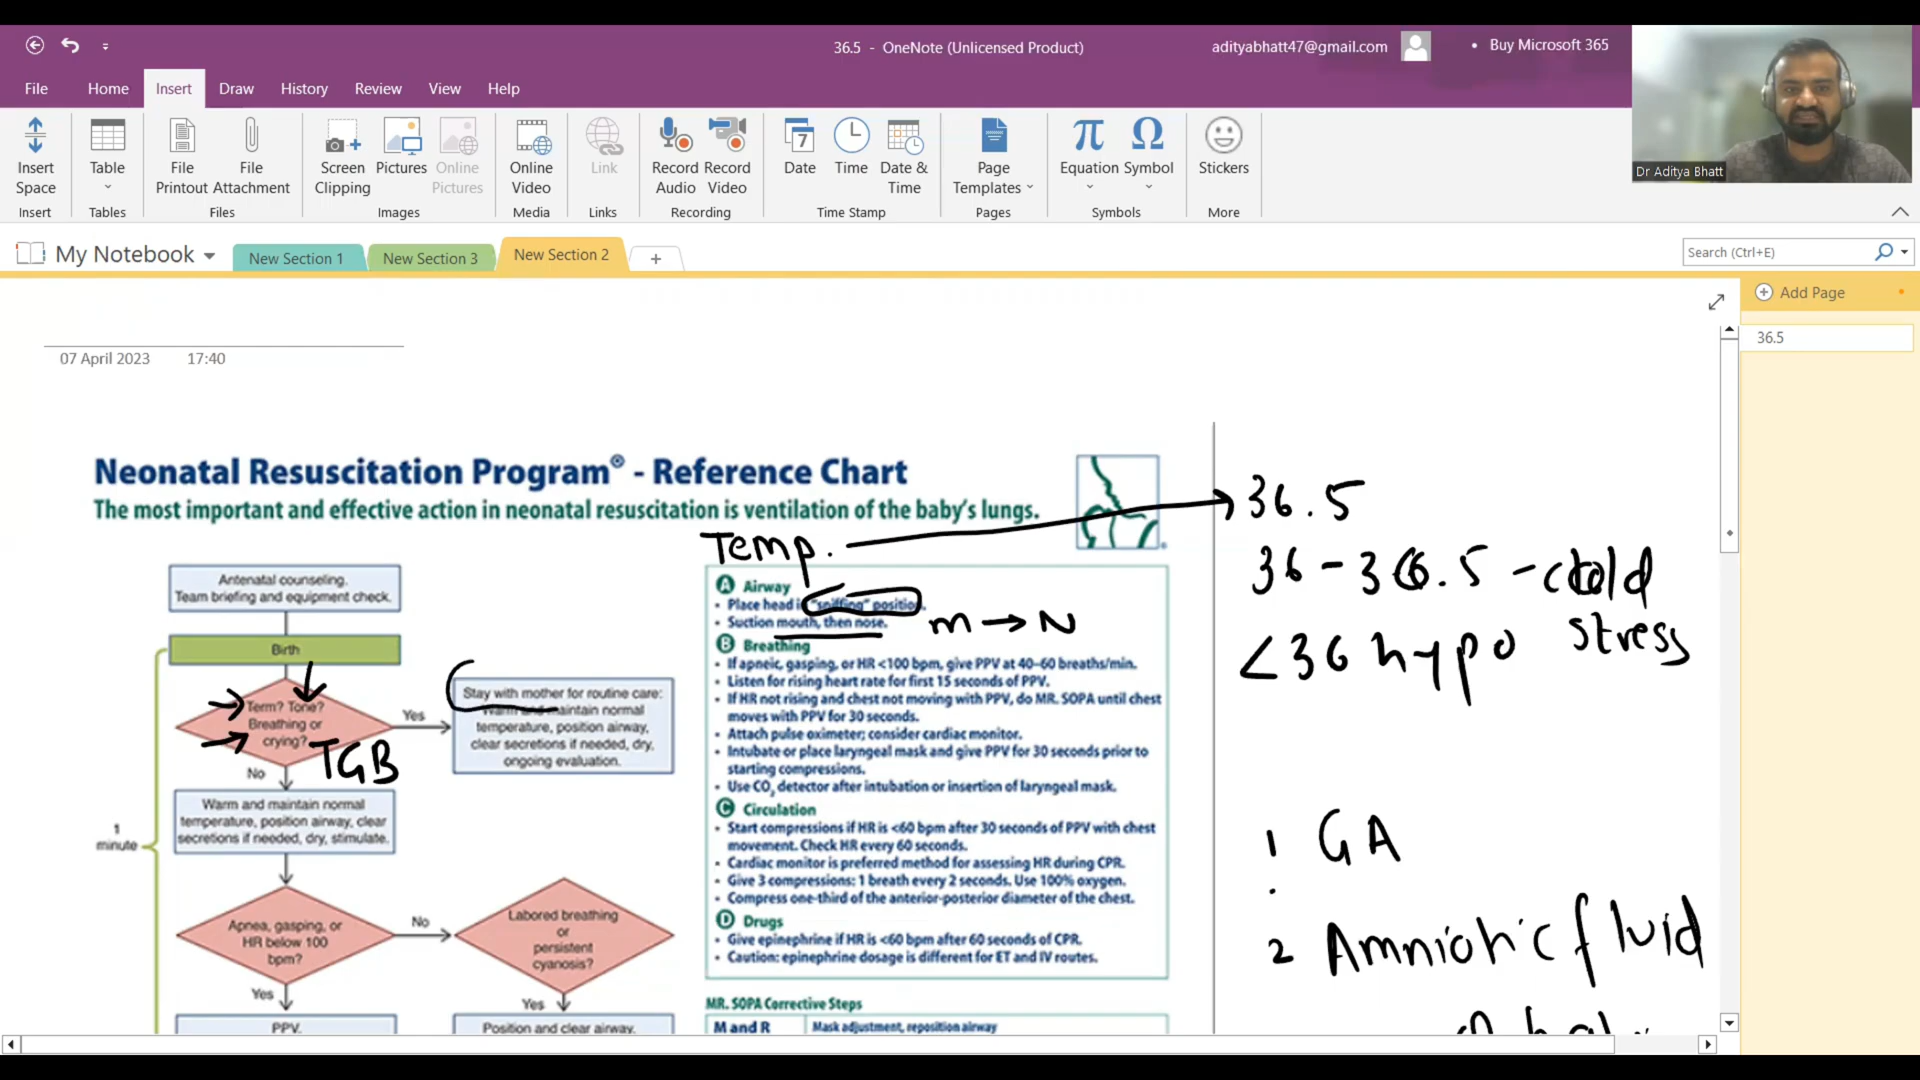 36.5 - OneNote (Unlicensed Product)
adityabhatt47@gmail.com
Buy Microsoft 365
File Home Insert Draw History Review View Help
Insert Space
Table
File Printout
File Attachment
Screen Clipping
Pictures
Online Pictures
Online Video
Link
Record Audio
Record Video
Date
Time
Date & Time
Page Templates
Equation
Symbol
Stickers
Insert Tables Files Images Media Links Recording Time Stamp Pages Symbols More
Dr Aditya Bhatt
My Notebook
New Section 1
New Section 3
New Section 2
Search (Ctrl+E)
Add Page
36.5
07 April 2023 17:40
Neonatal Resuscitation Program® - Reference Chart
The most important and effective action in neonatal resuscitation is ventilation of the baby's lungs.
Antenatal counseling.
Team briefing and equipment check.
Birth
Term? Tone?
Breathing or
crying?
Yes
No
TGB
Stay with mother for routine care:
Warm and maintain normal
temperature, position airway,
clear secretions if needed, dry,
ongoing evaluation.
1
minute
Warm and maintain normal
temperature, position airway, clear
secretions if needed, dry, stimulate.
Apnea, gasping, or
HR below 100
bpm?
No
Labored breathing
or
persistent
cyanosis?
Yes
Yes
PPV.
Position and clear airway.
Temp.
A Airway
• Place head in "sniffing" position.
• Suction mouth, then nose.
m → N
B Breathing
• If apneic, gasping, or HR <100 bpm, give PPV at 40–60 breaths/min.
• Listen for rising heart rate for first 15 seconds of PPV.
• If HR not rising and chest not moving with PPV, do MR. SOPA until chest
moves with PPV for 30 seconds.
• Attach pulse oximeter; consider cardiac monitor.
• Intubate or place laryngeal mask and give PPV for 30 seconds prior to
starting compressions.
• Use CO2 detector after intubation or insertion of laryngeal mask.
C Circulation
• Start compressions if HR is <60 bpm after 30 seconds of PPV with chest
movement. Check HR every 60 seconds.
• Cardiac monitor is preferred method for assessing HR during CPR.
• Give 3 compressions: 1 breath every 2 seconds. Use 100% oxygen.
• Compress one-third of the anterior-posterior diameter of the chest.
D Drugs
• Give epinephrine if HR is <60 bpm after 60 seconds of CPR.
• Caution: epinephrine dosage is different for ET and IV routes.
MR. SOPA Corrective Steps
M and R Mask adjustment, reposition airway
36.5
36 - 36.5 - cold
stress
<36 hypo
1 GA
2 Amniotic fluid